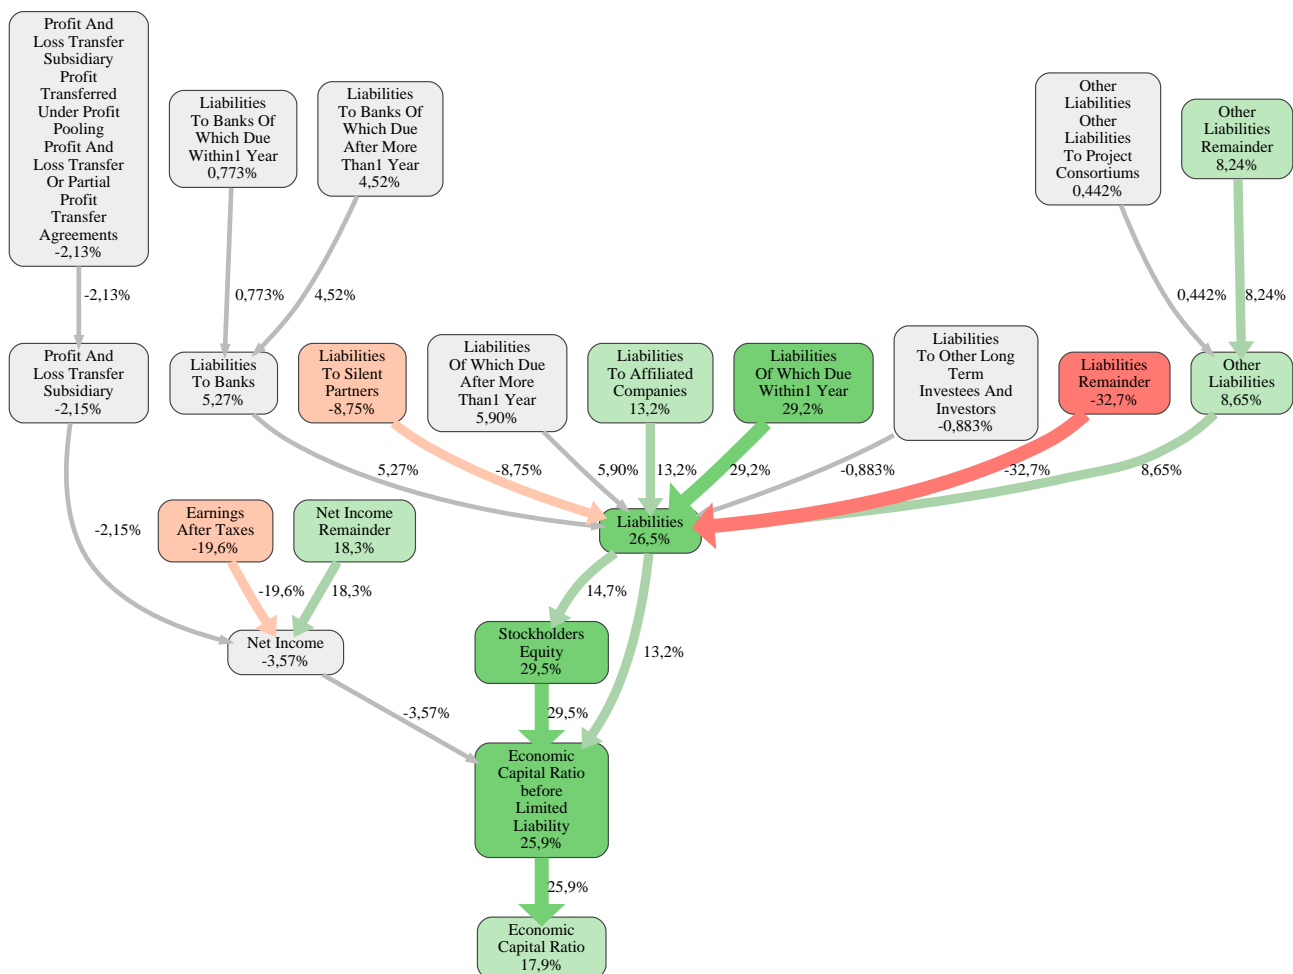 Profit And
Loss Transfer
Subsidiary
Profit
Transferred
Under Profit
Pooling
Profit And
Loss Transfer
Or Partial
Profit
Transfer
Agreements
-2,13%
Liabilities
To Banks Of
Which Due
Within1 Year
0,773%
Liabilities
To Banks Of
Which Due
After More
Than1 Year
4,52%
Other
Liabilities
Other
Liabilities
To Project
Consortiums
0,442%
Other
Liabilities
Remainder
8,24%
-2,13%
0,773%
4,52%
0,442%
8,24%
Profit And
Loss Transfer
Subsidiary
-2,15%
Liabilities
To Banks
5,27%
Liabilities
To Silent
Partners
-8,75%
Liabilities
Of Which Due
After More
Than1 Year
5,90%
Liabilities
To Affiliated
Companies
13,2%
Liabilities
Of Which Due
Within1 Year
29,2%
Liabilities
To Other Long
Term
Investees And
Investors
-0,883%
Liabilities
Remainder
-32,7%
Other
Liabilities
8,65%
5,27%
-8,75%
5,90%
13,2%
29,2%
-0,883%
-32,7%
8,65%
-2,15%
Earnings
After Taxes
-19,6%
Net Income
Remainder
18,3%
Liabilities
26,5%
-19,6%
18,3%
14,7%
13,2%
Net Income
-3,57%
Stockholders
Equity
29,5%
-3,57%
29,5%
Economic
Capital Ratio
before
Limited
Liability
25,9%
25,9%
Economic
Capital Ratio
17,9%